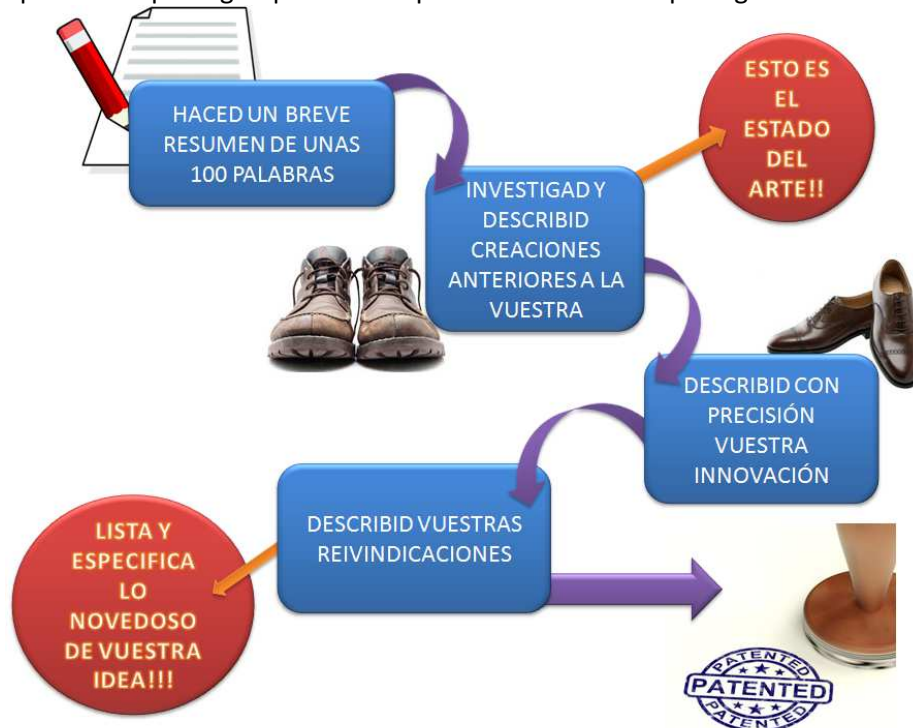 HACED UN BREVE
RESUMEN DE UNAS
100 PALABRAS
ESTO ES
EL
ESTADO
DEL
ARTE!!
INVESTIGAD Y
DESCRIBID
CREACIONES
ANTERIORES A LA
VUESTRA
DESCRIBID CON
PRECISIÓN
VUESTRA
INNOVACIÓN
DESCRIBID VUESTRAS
REIVINDICACIONES
LISTA Y
ESPECIFICA
LO
NOVEDOSO
DE VUESTRA
IDEA!!!
PATENTED
PATENTED
PATENTED